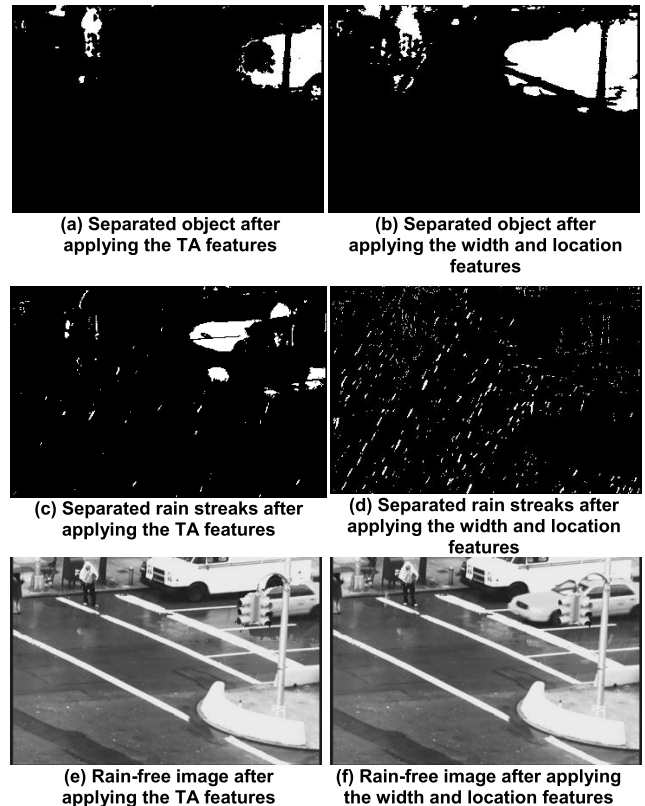 (a) Separated object after
applying the TA features
(b) Separated object after
applying the width and location
features
(c) Separated rain streaks after
applying the TA features
(d) Separated rain streaks after
applying the width and location
features
(e) Rain-free image after
applying the TA features
(f) Rain-free image after applying
the width and location features